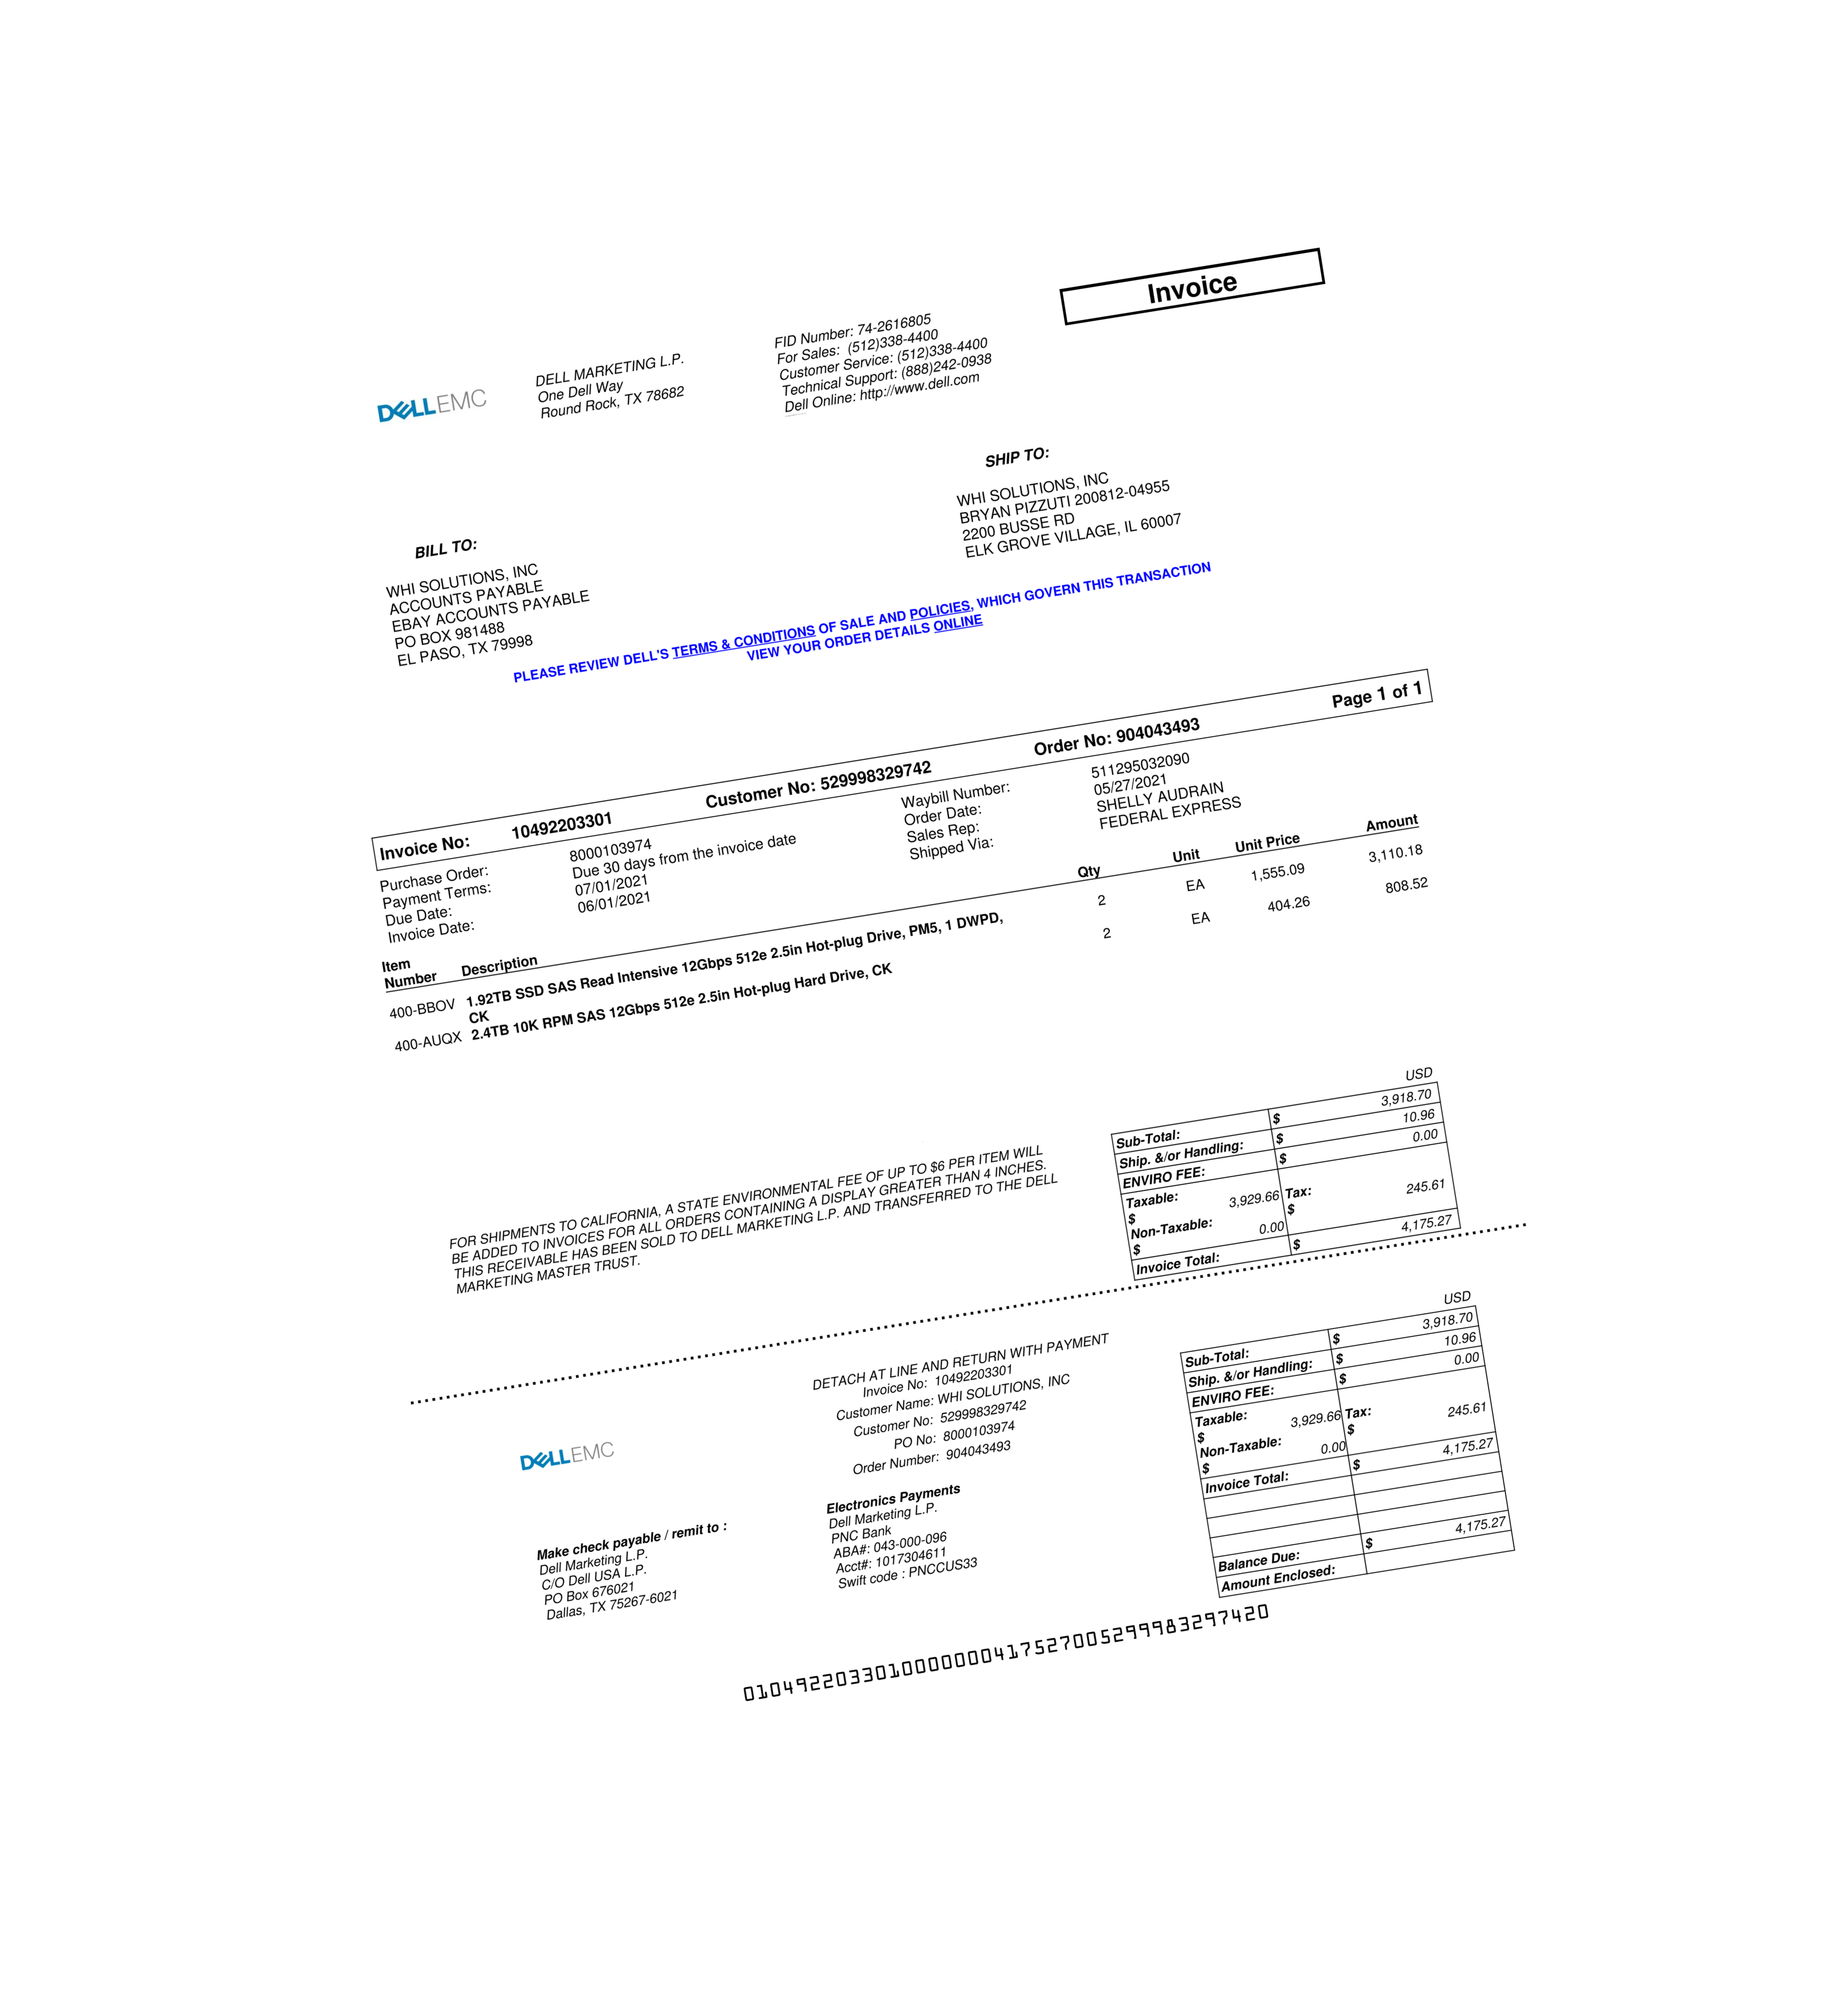 Invoice
DELLEMC
DELL MARKETING L.P.
One Dell Way
Round Rock, TX 78682
FID Number: 74-2616805
For Sales: (512)338-4400
Customer Service: (512)338-4400
Technical Support: (888)242-0938
Dell Online: http://www.dell.com
SHIP TO:
WHI SOLUTIONS, INC
BRYAN PIZZUTI 200812-04955
2200 BUSSE RD
ELK GROVE VILLAGE, IL 60007
BILL TO:
WHI SOLUTIONS, INC
ACCOUNTS PAYABLE
EBAY ACCOUNTS PAYABLE
PO BOX 981488
EL PASO, TX 79998
PLEASE REVIEW DELL'S TERMS & CONDITIONS OF SALE AND POLICIES, WHICH GOVERN THIS TRANSACTION
VIEW YOUR ORDER DETAILS ONLINE
Invoice No: 10492203301 Customer No: 529998329742 Order No: 904043493 Page 1 of 1
Purchase Order: 8000103974
Payment Terms: Due 30 days from the invoice date
Due Date: 07/01/2021
Invoice Date: 06/01/2021
Waybill Number: 511295032090
Order Date: 05/27/2021
Sales Rep: SHELLY AUDRAIN
Shipped Via: FEDERAL EXPRESS
Item
Number Description Qty Unit Unit Price Amount
400-BBOV 1.92TB SSD SAS Read Intensive 12Gbps 512e 2.5in Hot-plug Drive, PM5, 1 DWPD, 2 EA 1,555.09 3,110.18
CK
400-AUQX 2.4TB 10K RPM SAS 12Gbps 512e 2.5in Hot-plug Hard Drive, CK 2 EA 404.26 808.52
FOR SHIPMENTS TO CALIFORNIA, A STATE ENVIRONMENTAL FEE OF UP TO $6 PER ITEM WILL
BE ADDED TO INVOICES FOR ALL ORDERS CONTAINING A DISPLAY GREATER THAN 4 INCHES.
THIS RECEIVABLE HAS BEEN SOLD TO DELL MARKETING L.P. AND TRANSFERRED TO THE DELL
MARKETING MASTER TRUST.
USD
Sub-Total: $ 3,918.70
Ship. &/or Handling: $ 10.96
ENVIRO FEE: $ 0.00
Taxable: 3,929.66 Tax: 245.61
$ $
Non-Taxable: 0.00
$
Invoice Total: $ 4,175.27
DETACH AT LINE AND RETURN WITH PAYMENT
Invoice No: 10492203301
Customer Name: WHI SOLUTIONS, INC
Customer No: 529998329742
PO No: 8000103974
Order Number: 904043493
DELLEMC
Make check payable / remit to :
Dell Marketing L.P.
C/O Dell USA L.P.
PO Box 676021
Dallas, TX 75267-6021
Electronics Payments
Dell Marketing L.P.
PNC Bank
ABA#: 043-000-096
Acct#: 1017304611
Swift code : PNCCUS33
USD
Sub-Total: $ 3,918.70
Ship. &/or Handling: $ 10.96
ENVIRO FEE: $ 0.00
Taxable: 3,929.66 Tax: 245.61
$ $
Non-Taxable: 0.00
$
Invoice Total: $ 4,175.27
Balance Due: $ 4,175.27
Amount Enclosed:
0104922033010000000417527005299983297420